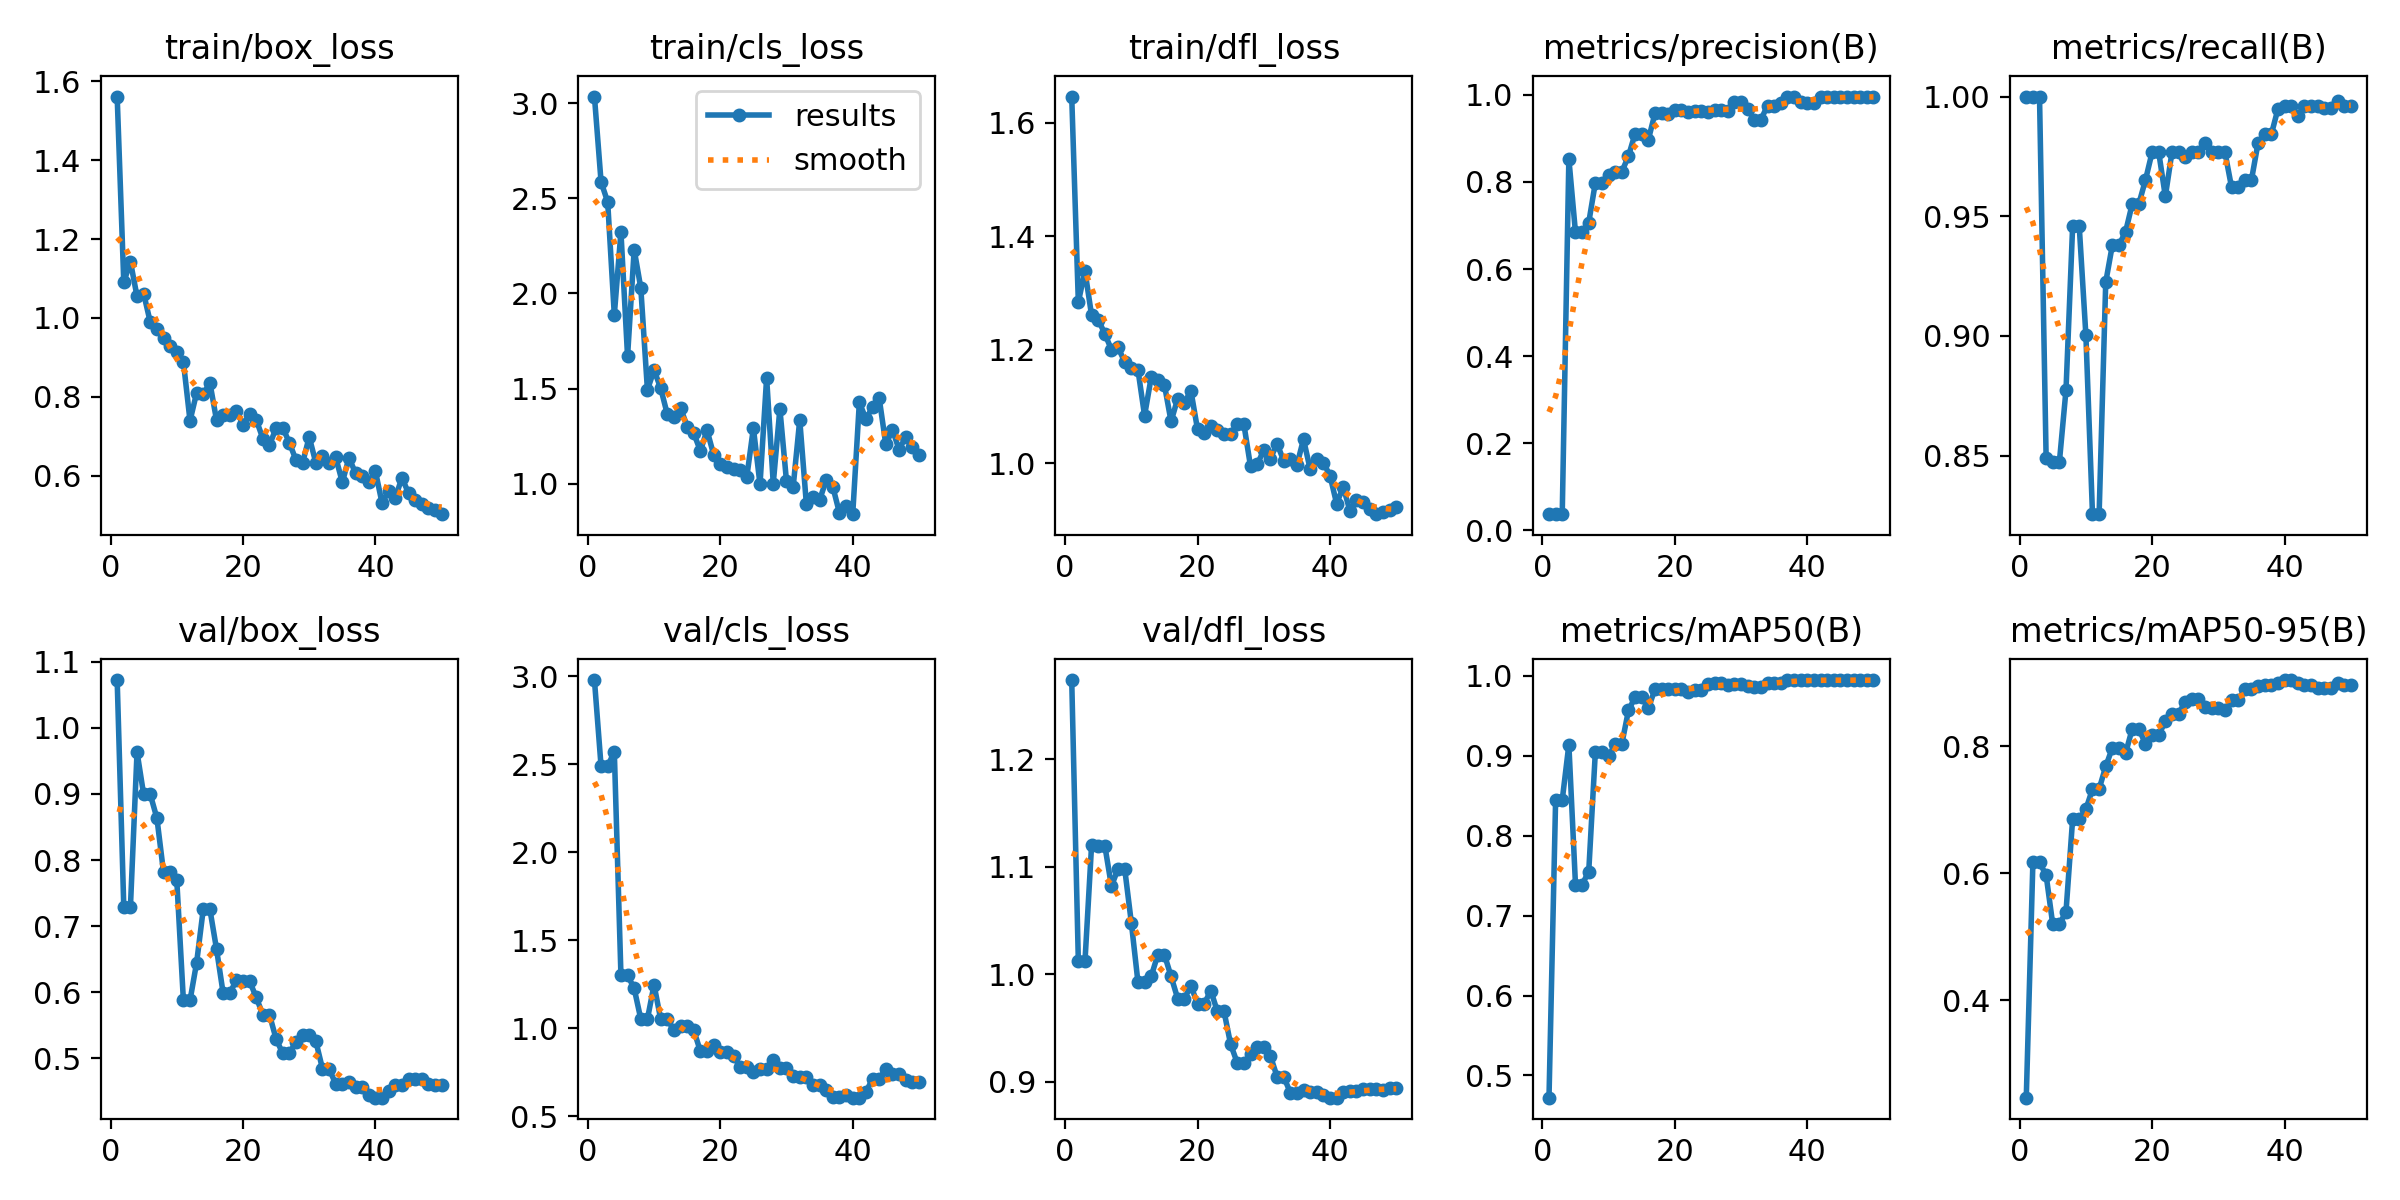 train/box_loss
1.6
1.4
1.2
1.0
0.8
0.6
0 20 40
train/cls_loss
results
smooth
3.0
2.5
2.0
1.5
1.0
0 20 40
train/dfl_loss
1.6
1.4
1.2
1.0
0 20 40
metrics/precision(B)
1.0
0.8
0.6
0.4
0.2
0.0
0 20 40
metrics/recall(B)
1.00
0.95
0.90
0.85
0 20 40
val/box_loss
1.1
1.0
0.9
0.8
0.7
0.6
0.5
0 20 40
val/cls_loss
3.0
2.5
2.0
1.5
1.0
0.5
0 20 40
val/dfl_loss
1.2
1.1
1.0
0.9
0 20 40
metrics/mAP50(B)
1.0
0.9
0.8
0.7
0.6
0.5
0 20 40
metrics/mAP50-95(B)
0.8
0.6
0.4
0 20 40